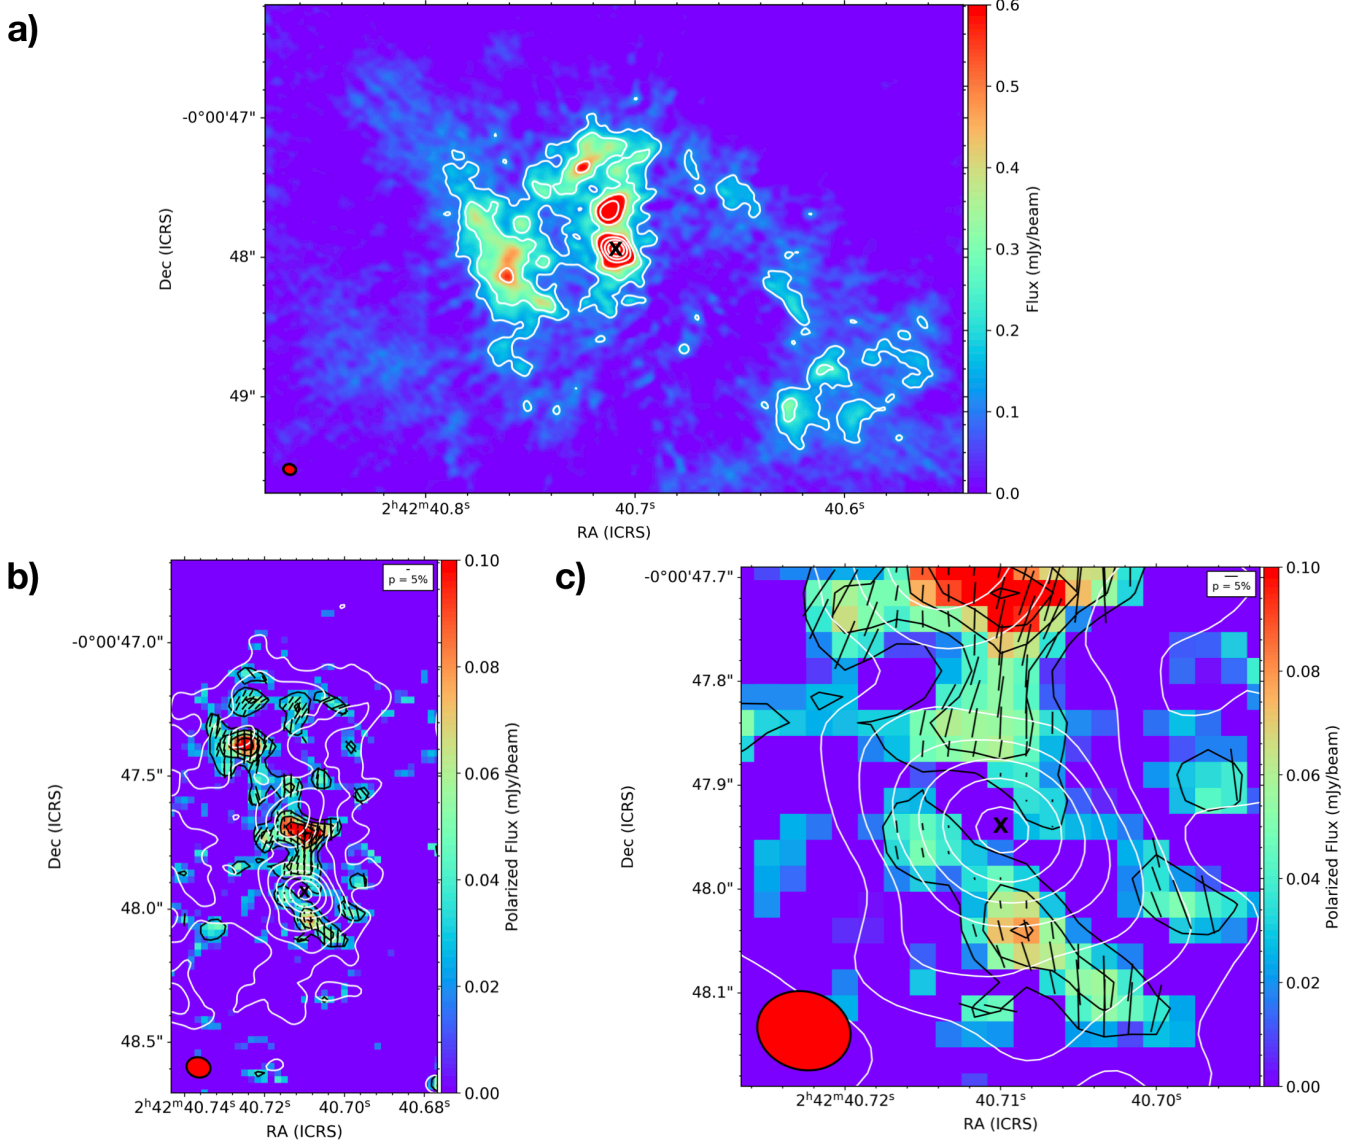 a)
-0°00'47"
48"
49"
Dec (ICRS)
X
2ʰ42ᵐ40.8ˢ
40.7ˢ
40.6ˢ
RA (ICRS)
0.6
0.5
0.4
0.3
0.2
0.1
0.0
Flux (mJy/beam)
b)
p = 5%
-0°00'47.0"
47.5"
48.0"
48.5"
Dec (ICRS)
X
2ʰ42ᵐ40.74ˢ
40.72ˢ
40.70ˢ
40.68ˢ
RA (ICRS)
0.10
0.08
0.06
0.04
0.02
0.00
Polarized Flux (mJy/beam)
c)
p = 5%
-0°00'47.7"
47.8"
47.9"
48.0"
48.1"
Dec (ICRS)
X
2ʰ42ᵐ40.72ˢ
40.71ˢ
40.70ˢ
RA (ICRS)
0.10
0.08
0.06
0.04
0.02
0.00
Polarized Flux (mJy/beam)